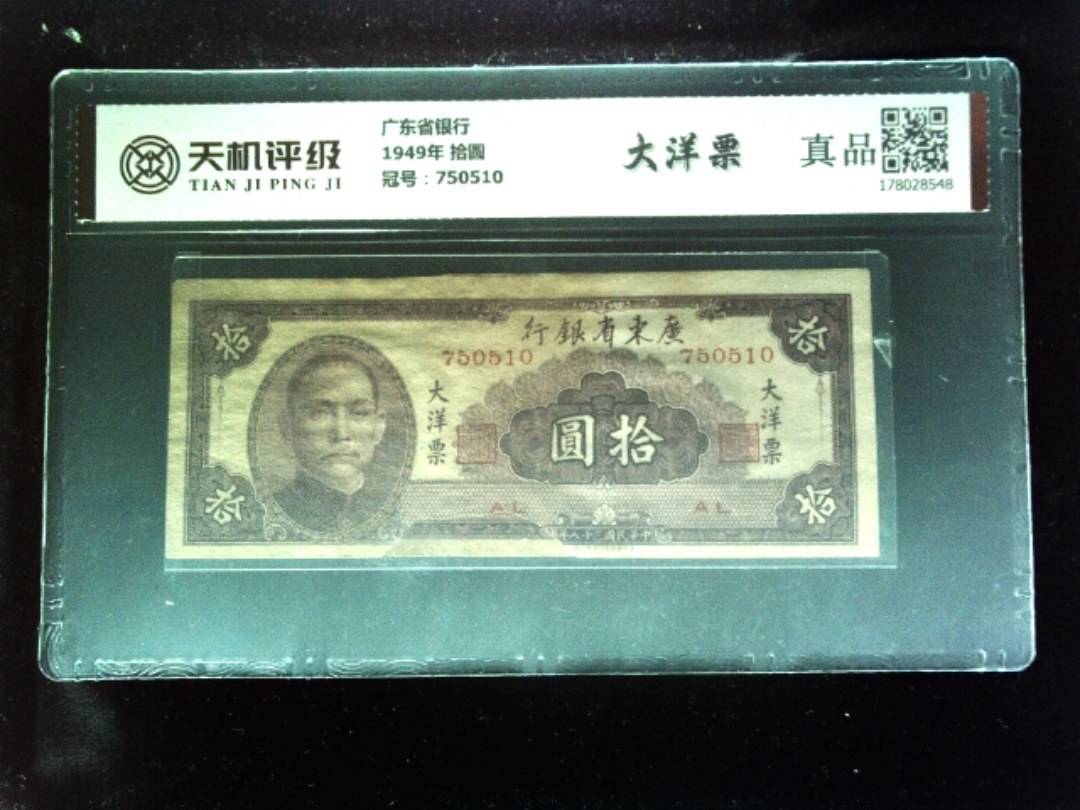 天机评级
TIAN JI PING JI
广东省银行
1949年 拾圆
冠号：750510
大洋票
真品
178028548
行銀省東廣
750510
750510
拾
拾
大洋票
大洋票
圓拾
拾
拾
AL
AL